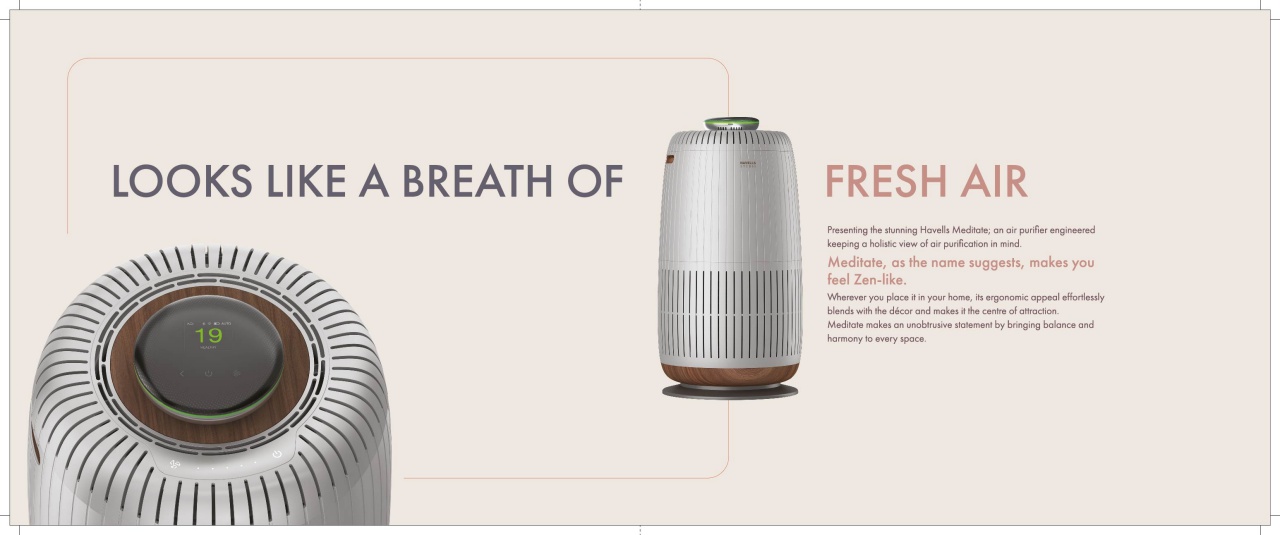 LOOKS LIKE A BREATH OF FRESH AIR
Presenting the stunning Havells Meditate; an air purifier engineered
keeping a holistic view of air purification in mind.
Meditate, as the name suggests, makes you
feel Zen-like.
Wherever you place it in your home, its ergonomic appeal effortlessly
blends with the décor and makes it the centre of attraction.
Meditate makes an unobtrusive statement by bringing balance and
harmony to every space.
19